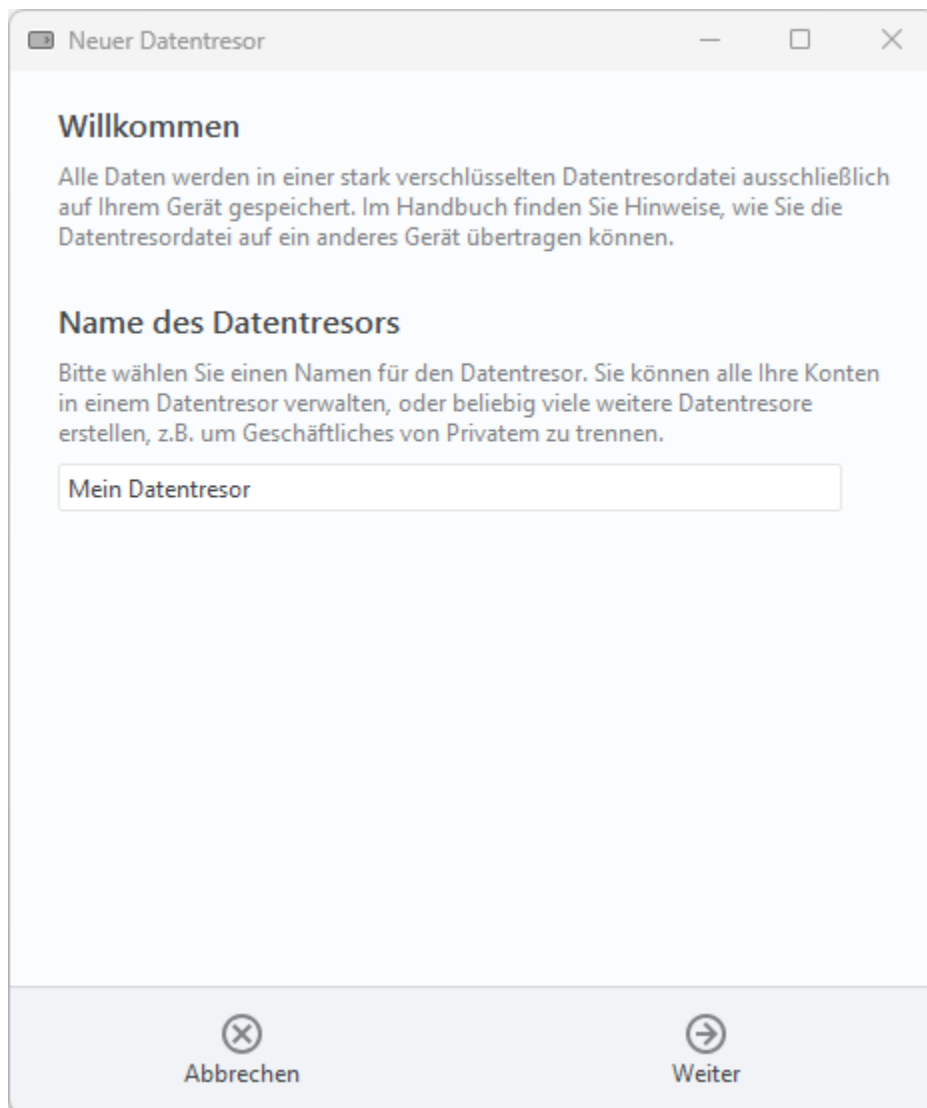 Neuer Datentresor
Willkommen
Alle Daten werden in einer stark verschlüsselten Datentresordatei ausschließlich
auf Ihrem Gerät gespeichert. Im Handbuch finden Sie Hinweise, wie Sie die
Datentresordatei auf ein anderes Gerät übertragen können.
Name des Datentresors
Bitte wählen Sie einen Namen für den Datentresor. Sie können alle Ihre Konten
in einem Datentresor verwalten, oder beliebig viele weitere Datentresore
erstellen, z.B. um Geschäftliches von Privatem zu trennen.
Mein Datentresor
Abbrechen
Weiter